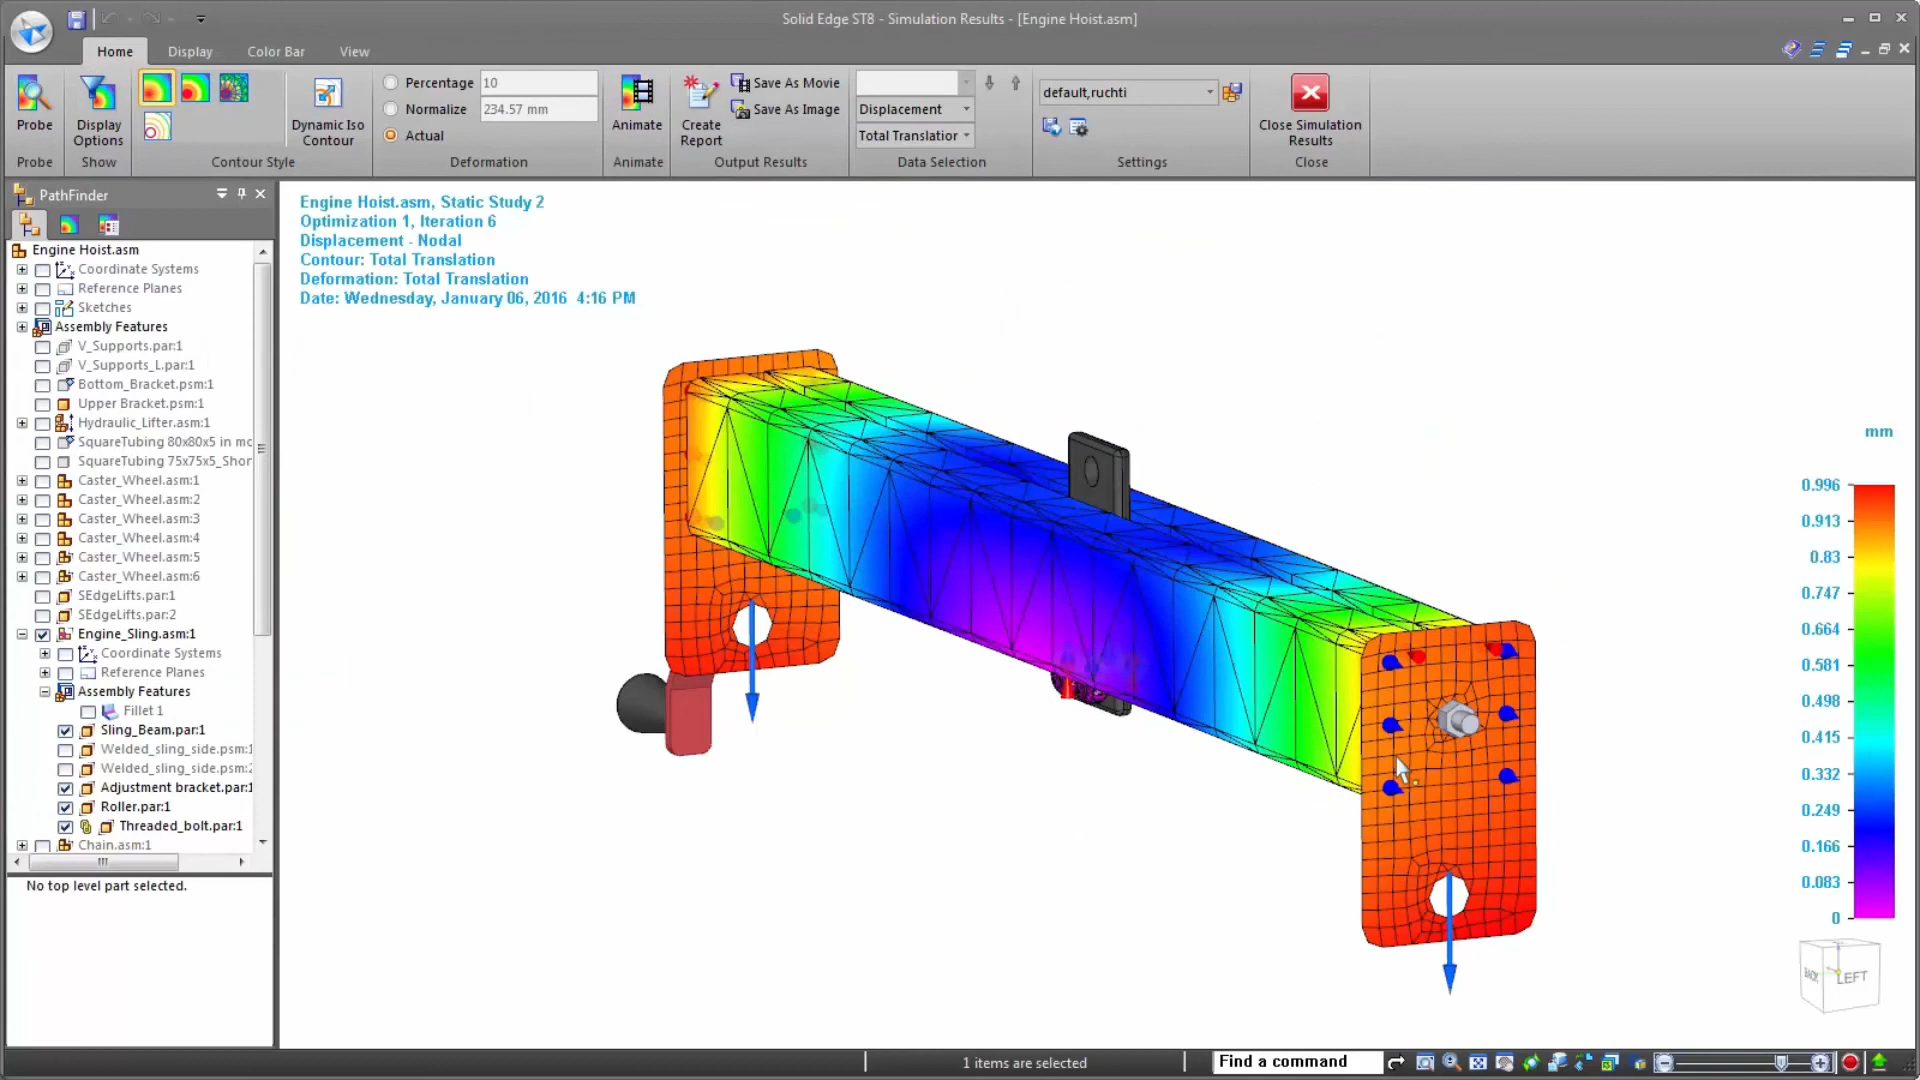 Solid Edge ST8 - Simulation Results - [Engine Hoist.asm]
Home
Display
Color Bar
View
Probe
Display Options
Dynamic Iso Contour
Percentage 10
Normalize 234.57 mm
Actual
Animate
Create Report
Save As Movie
Save As Image
Displacement
Total Translation
default,ruchti
Close Simulation Results
Probe
Show
Contour Style
Deformation
Animate
Output Results
Data Selection
Settings
Close
PathFinder
Engine Hoist.asm
Coordinate Systems
Reference Planes
Sketches
Assembly Features
V_Supports.par:1
V_Supports_L.par:1
Bottom_Bracket.psm:1
Upper Bracket.psm:1
Hydraulic_Lifter.asm:1
SquareTubing 80x80x5 in mo
SquareTubing 75x75x5_Shor
Caster_Wheel.asm:1
Caster_Wheel.asm:2
Caster_Wheel.asm:3
Caster_Wheel.asm:4
Caster_Wheel.asm:5
Caster_Wheel.asm:6
SEdgeLifts.par:1
SEdgeLifts.par:2
Engine_Sling.asm:1
Coordinate Systems
Reference Planes
Assembly Features
Fillet 1
Sling_Beam.par:1
Welded_sling_side.psm:1
Welded_sling_side.psm:2
Adjustment bracket.par:1
Roller.par:1
Threaded_bolt.par:1
Chain.asm:1
No top level part selected.
Engine Hoist.asm, Static Study 2
Optimization 1, Iteration 6
Displacement - Nodal
Contour: Total Translation
Deformation: Total Translation
Date: Wednesday, January 06, 2016 4:16 PM
mm
0.996
0.913
0.83
0.747
0.664
0.581
0.498
0.415
0.332
0.249
0.166
0.083
0
BACK
LEFT
1 items are selected
Find a command